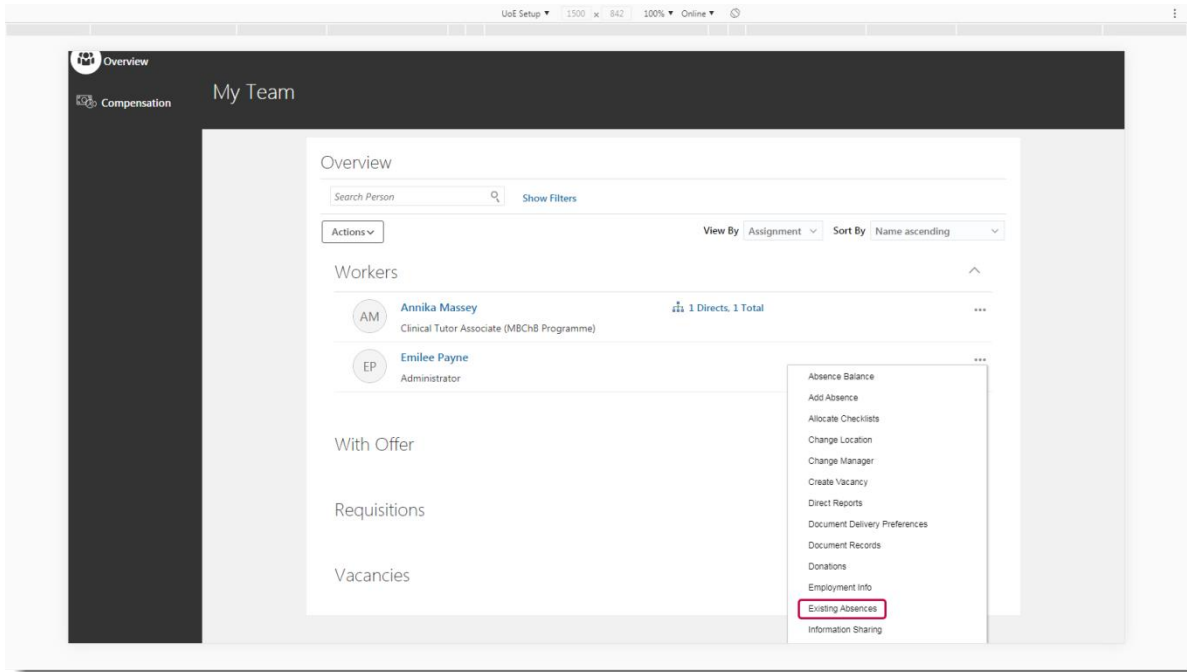 UoE Setup ▼ 1500 x 842 100% ▼ Online ▼
Overview
Compensation
My Team
Overview
Search Person Show Filters
Actions
View By Assignment Sort By Name ascending
Workers
AM
Annika Massey
1 Directs, 1 Total
Clinical Tutor Associate (MBChB Programme)
EP
Emilee Payne
Administrator
With Offer
Requisitions
Vacancies
Absence Balance
Add Absence
Allocate Checklists
Change Location
Change Manager
Create Vacancy
Direct Reports
Document Delivery Preferences
Document Records
Donations
Employment Info
Existing Absences
Information Sharing